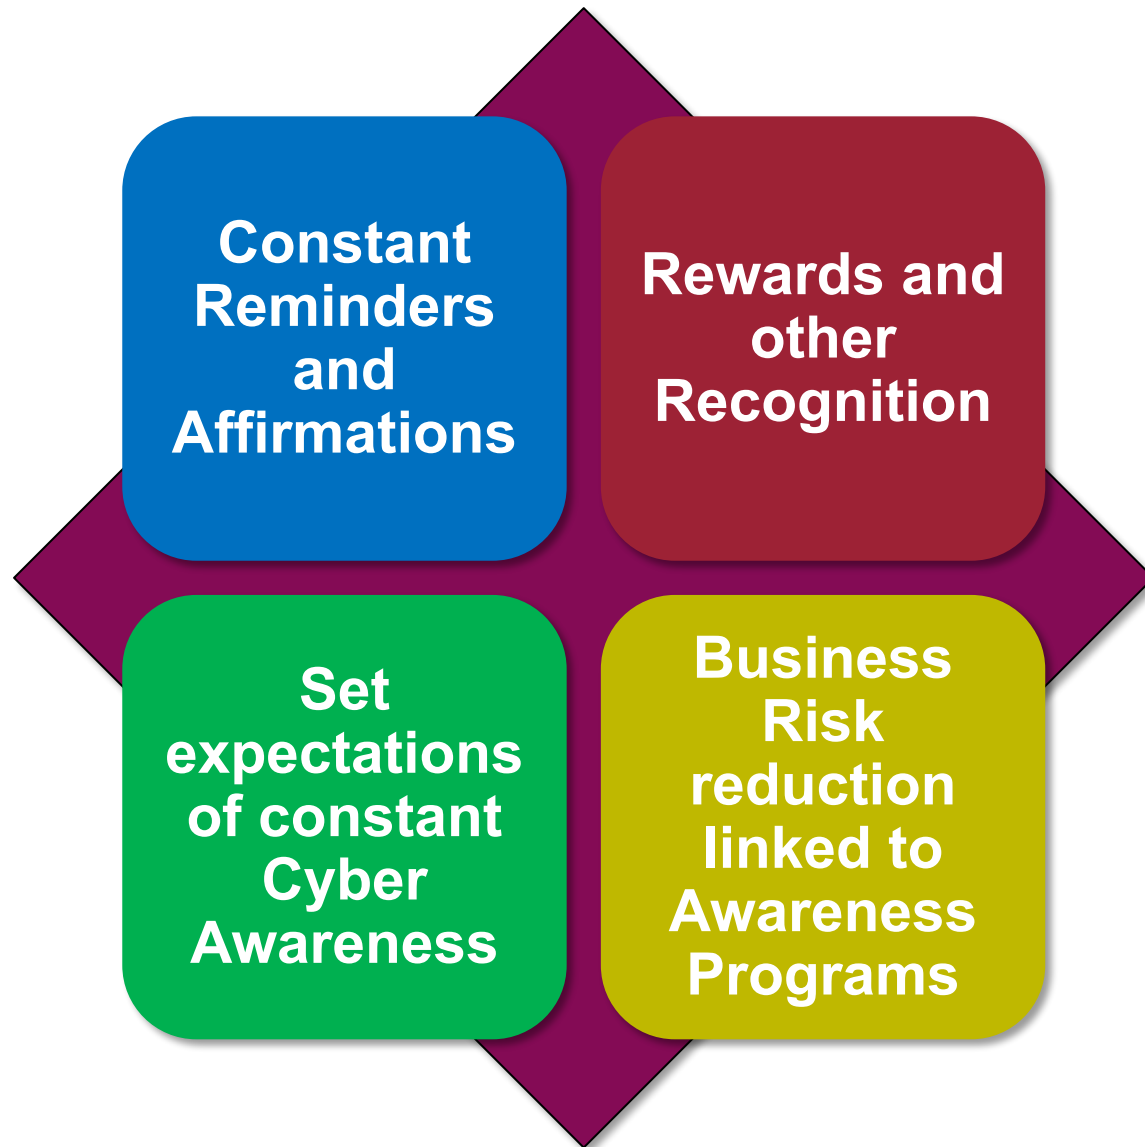 Constant
Reminders
and
Affirmations
Rewards and
other
Recognition
Set
expectations
of constant
Cyber
Awareness
Business
Risk
reduction
linked to
Awareness
Programs